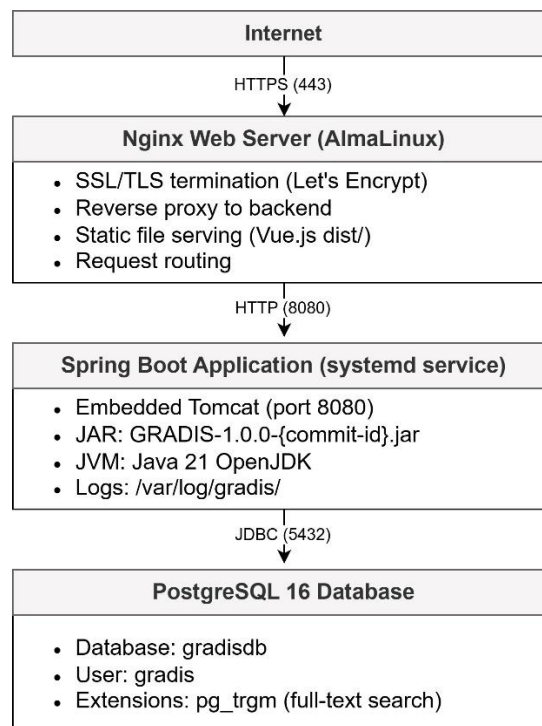 Internet
HTTPS (443)
Nginx Web Server (AlmaLinux)
• SSL/TLS termination (Let's Encrypt)
• Reverse proxy to backend
• Static file serving (Vue.js dist/)
• Request routing
HTTP (8080)
Spring Boot Application (systemd service)
• Embedded Tomcat (port 8080)
• JAR: GRADIS-1.0.0-{commit-id}.jar
• JVM: Java 21 OpenJDK
• Logs: /var/log/gradis/
JDBC (5432)
PostgreSQL 16 Database
• Database: gradisdb
• User: gradis
• Extensions: pg_trgm (full-text search)